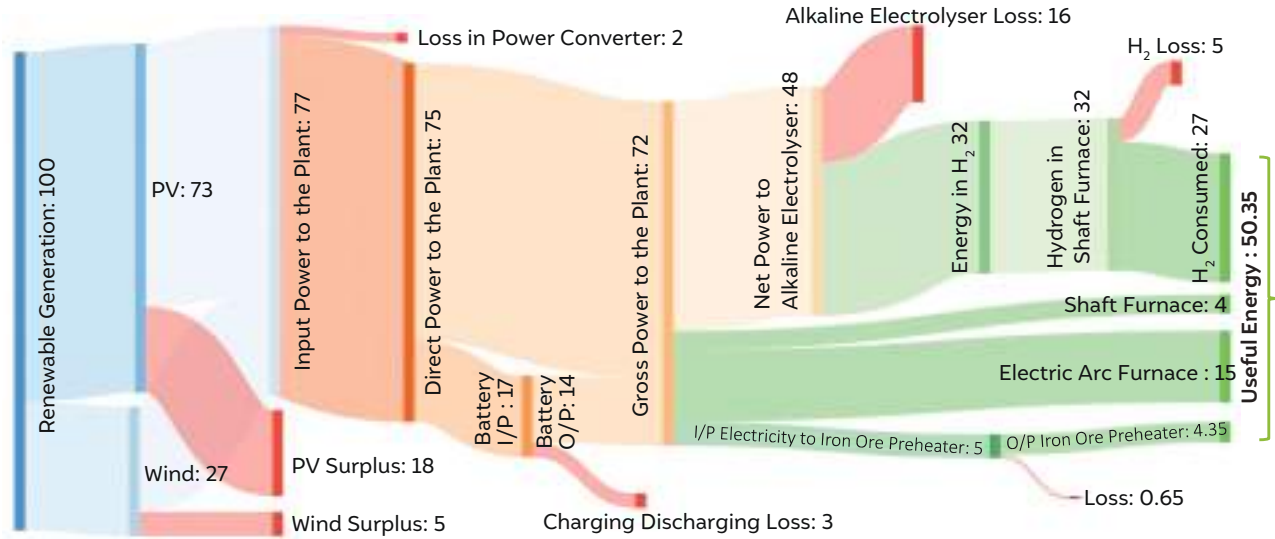 Renewable Generation: 100
PV: 73
Wind: 27
PV Surplus: 18
Wind Surplus: 5
Input Power to the Plant: 77
Loss in Power Converter: 2
Direct Power to the Plant: 75
Battery
I/P : 17
Battery
O/P: 14
Charging Discharging Loss: 3
Gross Power to the Plant: 72
Net Power to
Alkaline Electrolyser: 48
Alkaline Electrolyser Loss: 16
Energy in H₂ 32
Hydrogen in
Shaft Furnace: 32
H₂ Loss: 5
H₂ Consumed: 27
Shaft Furnace: 4
Electric Arc Furnace : 15
I/P Electricity to Iron Ore Preheater: 5
O/P Iron Ore Preheater: 4.35
Loss: 0.65
Useful Energy : 50.35